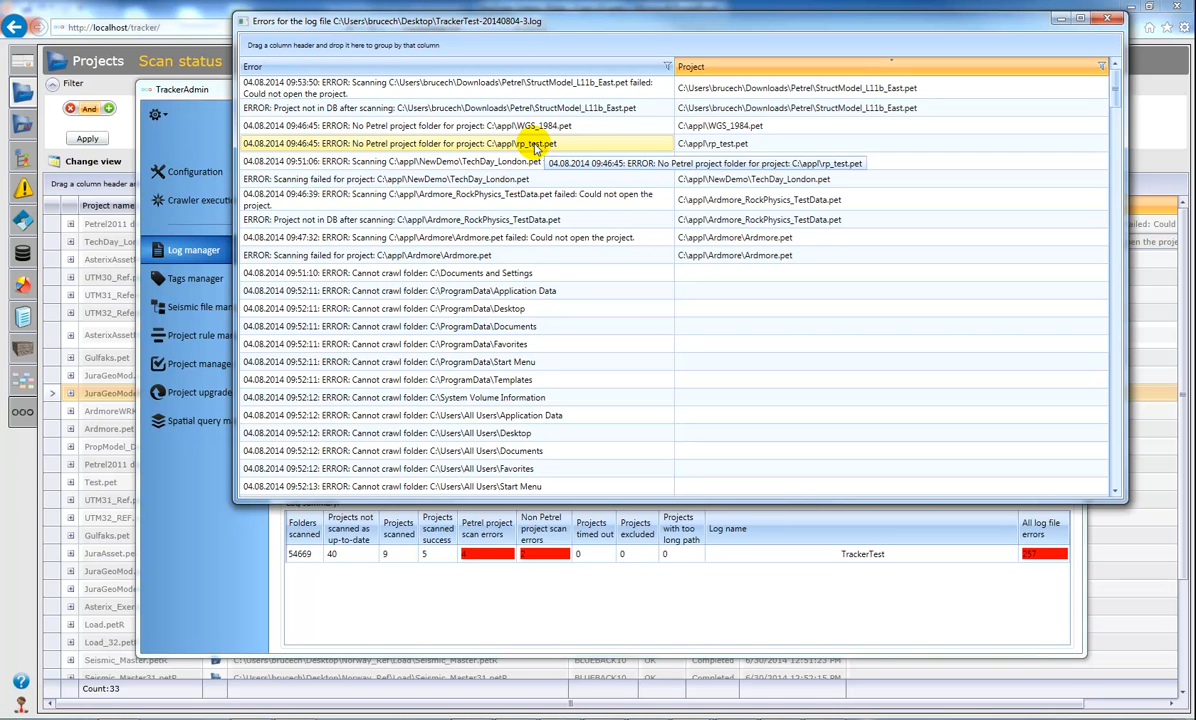 Errors for the log file C:\Users\brucech\Desktop\TrackerTest-20140804-3.log
http://localhost/tracker/
Projects
Scan status
Filter
And
Apply
Change view
Drag a column hea
Project name
Petrel2011 dem
TechDay_Lond
AsterixAsset
UTM30_Ref.p
UTM31_Refe
UTM32_Refe
AsterixAsset
Gulfaks.pet
JuraGeoMod.
JuraGeoMode
ArdmoreWRK
Ardmore.pet
PropModel_D
Petrel2011 di
Test.pet
UTM31_Ref.
UTM32_REF.
Gufaks.pet
JuraAsset.pe
JuraGeoMod
Asterix_Exer
Load.petR
Load_32.petR
Seismic_Master.petR
Seismic_Master31.petR
Count:33
TrackerAdmin
Configuration
Crawler executi
Log manager
Tags manager
Seismic file man
Project rule ma
Project manage
Project upgrade
Spatial query m
Drag a column header and drop it here to group by that column
Error Project
04.08.2014 09:53:50: ERROR: Scanning C:\Users\brucech\Downloads\Petrel\StructModel_L11b_East.pet failed:
Could not open the project. C:\Users\brucech\Downloads\Petrel\StructModel_L11b_East.pet
ERROR: Project not in DB after scanning: C:\Users\brucech\Downloads\Petrel\StructModel_L11b_East.pet C:\Users\brucech\Downloads\Petrel\StructModel_L11b_East.pet
04.08.2014 09:46:45: ERROR: No Petrel project folder for project: C:\appl\WGS_1984.pet C:\appl\WGS_1984.pet
04.08.2014 09:46:45: ERROR: No Petrel project folder for project: C:\appl\rp_test.pet C:\appl\rp_test.pet
04.08.2014 09:51:06: ERROR: Scanning C:\appl\NewDemo\TechDay_London.pet
04.08.2014 09:46:45: ERROR: No Petrel project folder for project: C:\appl\rp_test.pet
ERROR: Scanning failed for project: C:\appl\NewDemo\TechDay_London.pet C:\appl\NewDemo\TechDay_London.pet
04.08.2014 09:46:39: ERROR: Scanning C:\appl\Ardmore_RockPhysics_TestData.pet failed: Could not open the
project. C:\appl\Ardmore_RockPhysics_TestData.pet
ERROR: Project not in DB after scanning: C:\appl\Ardmore_RockPhysics_TestData.pet C:\appl\Ardmore_RockPhysics_TestData.pet
04.08.2014 09:47:32: ERROR: Scanning C:\appl\Ardmore\Ardmore.pet failed: Could not open the project. C:\appl\Ardmore\Ardmore.pet
ERROR: Scanning failed for project: C:\appl\Ardmore\Ardmore.pet C:\appl\Ardmore\Ardmore.pet
04.08.2014 09:51:10: ERROR: Cannot crawl folder: C:\Documents and Settings
04.08.2014 09:52:11: ERROR: Cannot crawl folder: C:\ProgramData\Application Data
04.08.2014 09:52:11: ERROR: Cannot crawl folder: C:\ProgramData\Desktop
04.08.2014 09:52:11: ERROR: Cannot crawl folder: C:\ProgramData\Documents
04.08.2014 09:52:11: ERROR: Cannot crawl folder: C:\ProgramData\Favorites
04.08.2014 09:52:11: ERROR: Cannot crawl folder: C:\ProgramData\Start Menu
04.08.2014 09:52:11: ERROR: Cannot crawl folder: C:\ProgramData\Templates
04.08.2014 09:52:12: ERROR: Cannot crawl folder: C:\System Volume Information
04.08.2014 09:52:12: ERROR: Cannot crawl folder: C:\Users\All Users\Application Data
04.08.2014 09:52:12: ERROR: Cannot crawl folder: C:\Users\All Users\Desktop
04.08.2014 09:52:12: ERROR: Cannot crawl folder: C:\Users\All Users\Documents
04.08.2014 09:52:12: ERROR: Cannot crawl folder: C:\Users\All Users\Favorites
04.08.2014 09:52:13: ERROR: Cannot crawl folder: C:\Users\All Users\Start Menu
Folders scanned
Projects not scanned as up-to-date
Projects scanned
Projects scanned success
Petrel project scan errors
Non Petrel project scan errors
Projects timed out
Projects excluded
Projects with too long path
Log name
All log file errors
54669 40 9 5 4 2 0 0 0 TrackerTest 257
BLUEBACK10 OK Completed 6/30/2014 12:51:23 PM